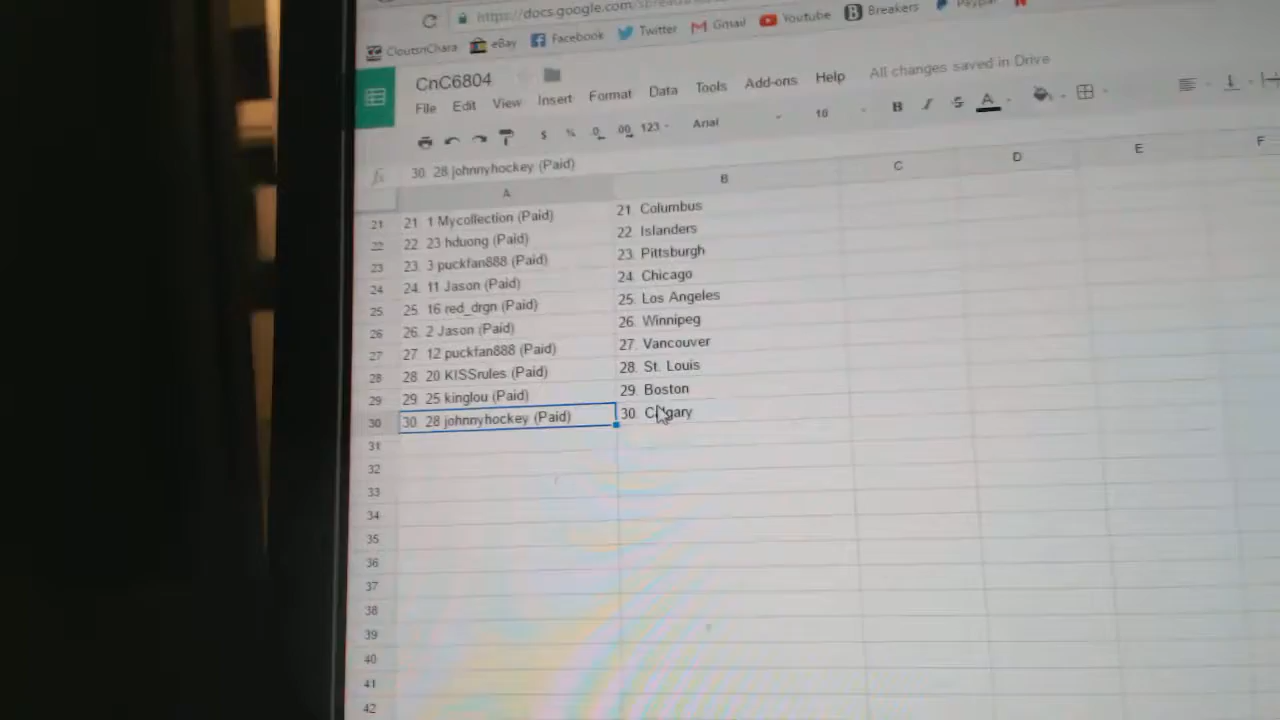 https://docs.google.com/
CloutsnChara eBay Facebook Twitter Gmail Youtube Breakers
CnC6804
File Edit View Insert Format Data Tools Add-ons Help All changes saved in Drive
$ % .0 .00 123 Arial 10 B I S A
fx 30. 28 johnnyhockey (Paid)
A B C D E F
21 21. 1 Mycollection (Paid) 21. Columbus
22 22. 23 hduong (Paid) 22. Islanders
23 23. 3 puckfan888 (Paid) 23. Pittsburgh
24 24. 11 Jason (Paid) 24. Chicago
25 25. 16 red_drgn (Paid) 25. Los Angeles
26 26. 2 Jason (Paid) 26. Winnipeg
27 27. 12 puckfan888 (Paid) 27. Vancouver
28 28. 20 KISSrules (Paid) 28. St. Louis
29 29. 25 kinglou (Paid) 29. Boston
30 30. 28 johnnyhockey (Paid) 30. Calgary
31
32
33
34
35
36
37
38
39
40
41
42